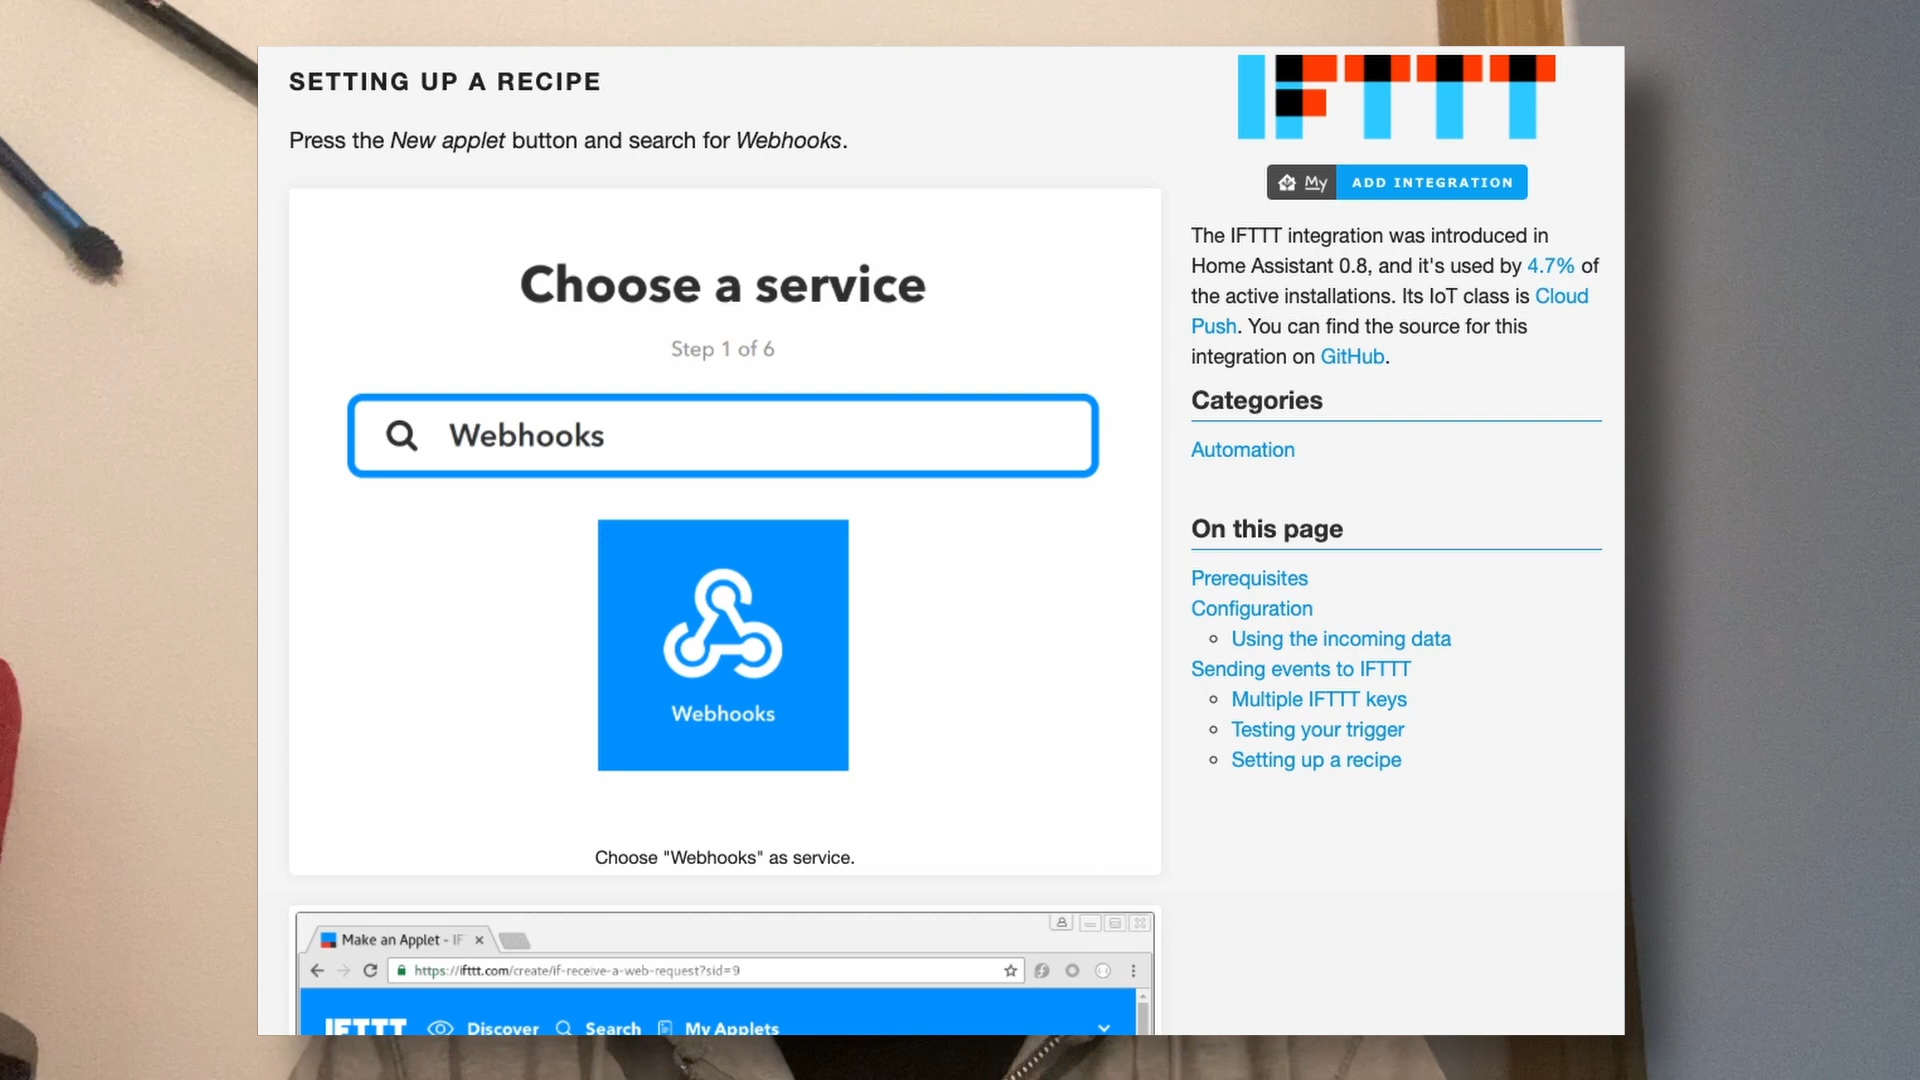 SETTING UP A RECIPE
Press the New applet button and search for Webhooks.
Choose a service
Step 1 of 6
Webhooks
Webhooks
Choose "Webhooks" as service.
Make an Applet - IF
https://ifttt.com/create/if-receive-a-web-request?sid=9
IFTTT Discover Search My Applets
IFTTT
My ADD INTEGRATION
The IFTTT integration was introduced in
Home Assistant 0.8, and it's used by 4.7% of
the active installations. Its IoT class is Cloud
Push. You can find the source for this
integration on GitHub.
Categories
Automation
On this page
Prerequisites
Configuration
Using the incoming data
Sending events to IFTTT
Multiple IFTTT keys
Testing your trigger
Setting up a recipe